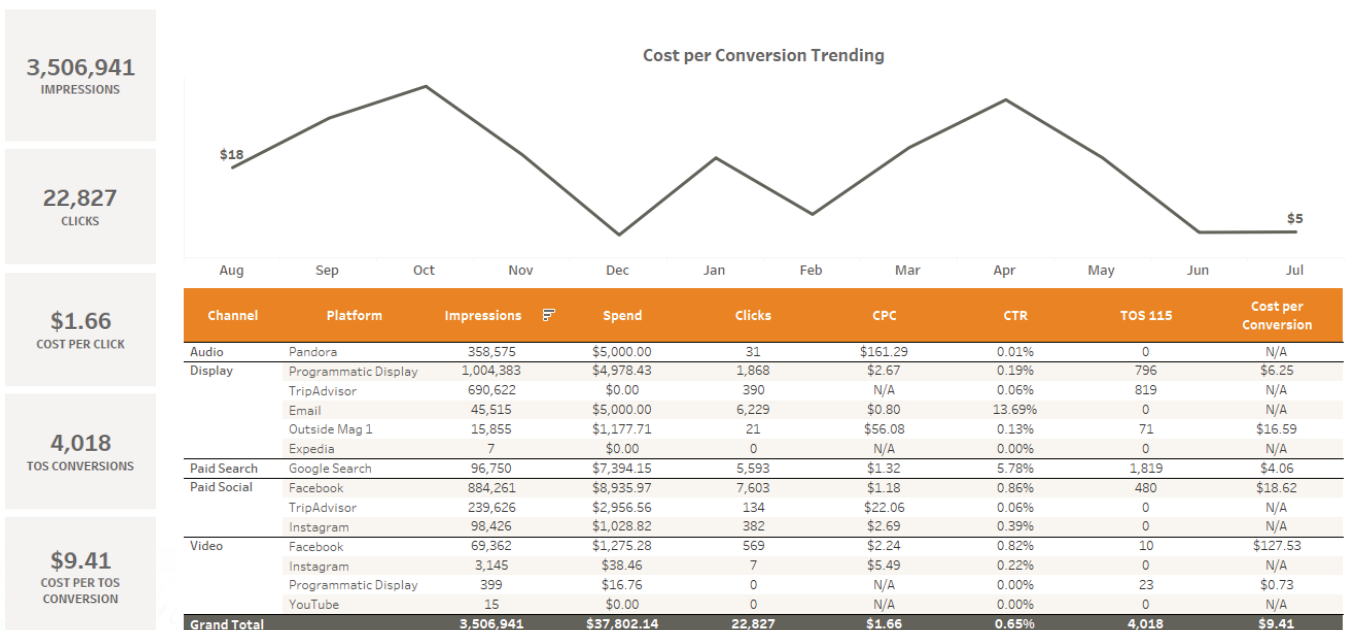 3,506,941
IMPRESSIONS
22,827
CLICKS
$1.66
COST PER CLICK
4,018
TOS CONVERSIONS
$9.41
COST PER TOS
CONVERSION
Cost per Conversion Trending
$18
$5
Aug Sep Oct Nov Dec Jan Feb Mar Apr May Jun Jul
Channel Platform Impressions Spend Clicks CPC CTR TOS 115 Cost per
Conversion
Audio Pandora 358,575 $5,000.00 31 $161.29 0.01% 0 N/A
Display Programmatic Display 1,004,383 $4,978.43 1,868 $2.67 0.19% 796 $6.25
TripAdvisor 690,622 $0.00 390 N/A 0.06% 819 N/A
Email 45,515 $5,000.00 6,229 $0.80 13.69% 0 N/A
Outside Mag 1 15,855 $1,177.71 21 $56.08 0.13% 71 $16.59
Expedia 7 $0.00 0 N/A 0.00% 0 N/A
Paid Search Google Search 96,750 $7,394.15 5,593 $1.32 5.78% 1,819 $4.06
Paid Social Facebook 884,261 $8,935.97 7,603 $1.18 0.86% 480 $18.62
TripAdvisor 239,626 $2,956.56 134 $22.06 0.06% 0 N/A
Instagram 98,426 $1,028.82 382 $2.69 0.39% 0 N/A
Video Facebook 69,362 $1,275.28 569 $2.24 0.82% 10 $127.53
Instagram 3,145 $38.46 7 $5.49 0.22% 0 N/A
Programmatic Display 399 $16.76 0 N/A 0.00% 23 $0.73
YouTube 15 $0.00 0 N/A 0.00% 0 N/A
Grand Total 3,506,941 $37,802.14 22,827 $1.66 0.65% 4,018 $9.41